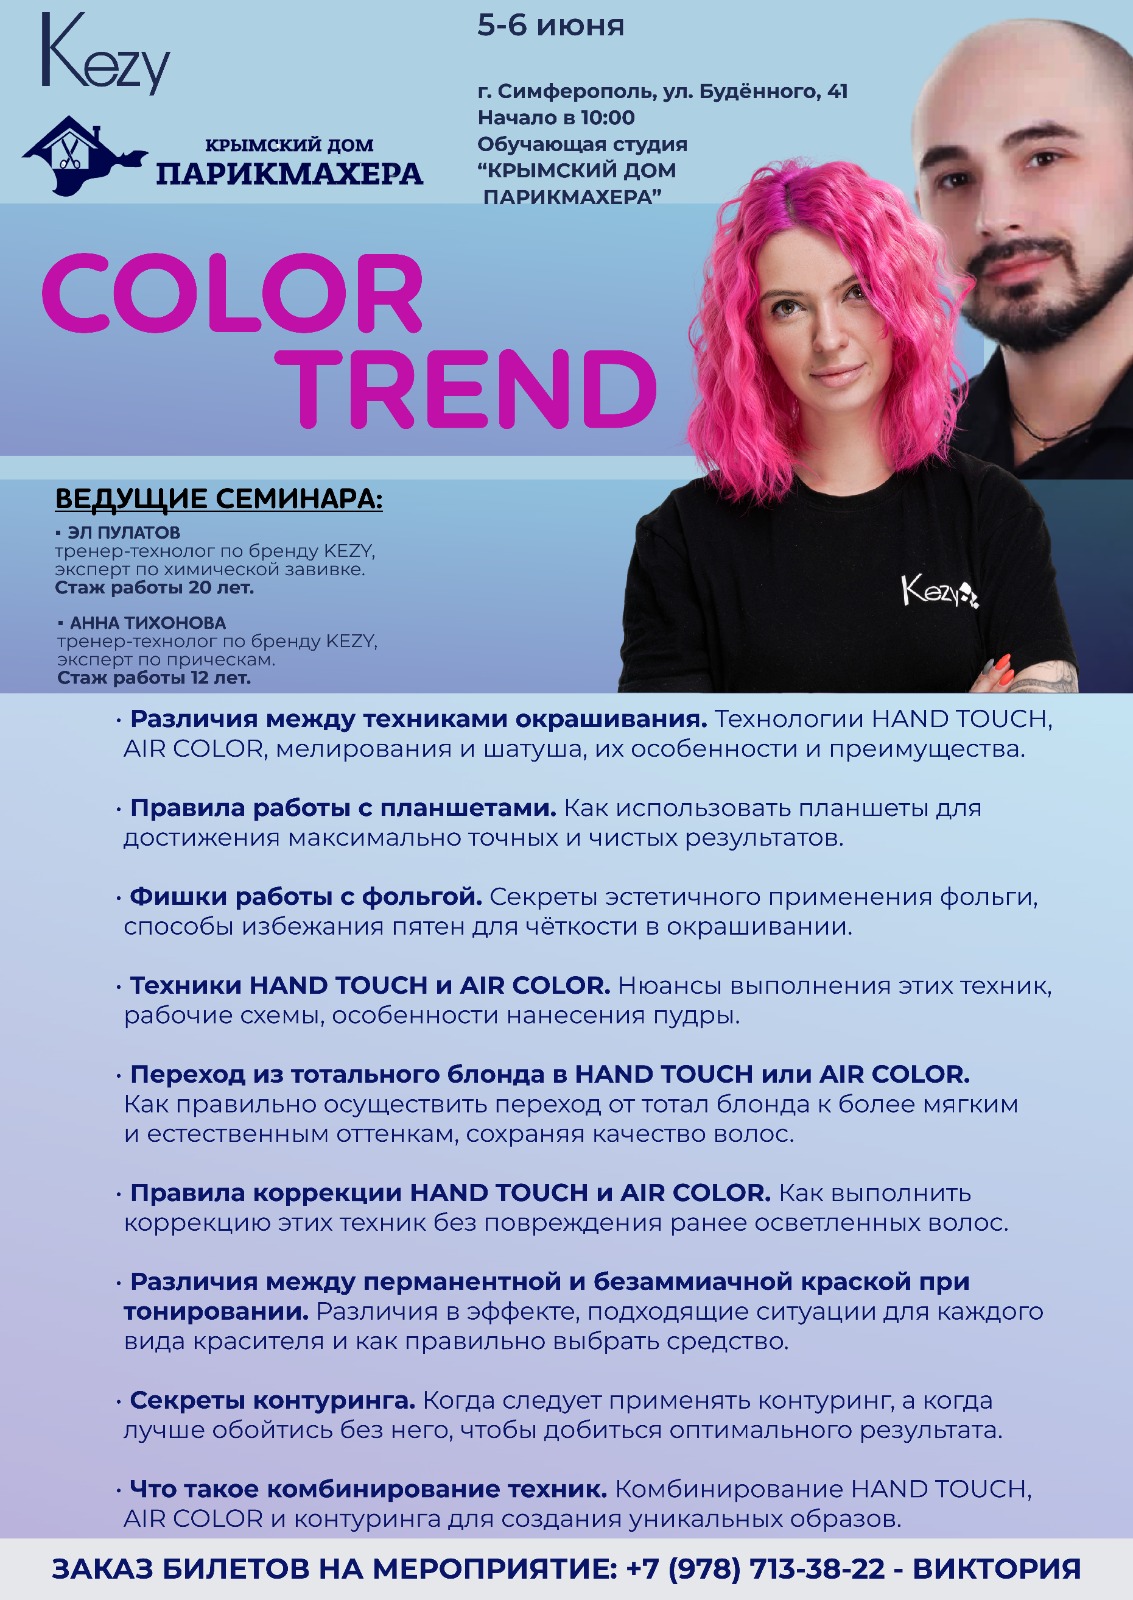 Kezy
КРЫМСКИЙ ДОМ
ПАРИКМАХЕРА
5-6 июня
г. Симферополь, ул. Будённого, 41
Начало в 10:00
Обучающая студия
“КРЫМСКИЙ ДОМ
ПАРИКМАХЕРА”
COLOR
TREND
ВЕДУЩИЕ СЕМИНАРА:
▪ ЭЛ ПУЛАТОВ
тренер-технолог по бренду KEZY,
эксперт по химической завивке.
Стаж работы 20 лет.
▪ АННА ТИХОНОВА
тренер-технолог по бренду KEZY,
эксперт по прическам.
Стаж работы 12 лет.
Kezy
· Различия между техниками окрашивания. Технологии HAND TOUCH,
AIR COLOR, мелирования и шатуша, их особенности и преимущества.
· Правила работы с планшетами. Как использовать планшеты для
достижения максимально точных и чистых результатов.
· Фишки работы с фольгой. Секреты эстетичного применения фольги,
способы избежания пятен для чёткости в окрашивании.
· Техники HAND TOUCH и AIR COLOR. Нюансы выполнения этих техник,
рабочие схемы, особенности нанесения пудры.
· Переход из тотального блонда в HAND TOUCH или AIR COLOR.
Как правильно осуществить переход от тотал блонда к более мягким
и естественным оттенкам, сохраняя качество волос.
· Правила коррекции HAND TOUCH и AIR COLOR. Как выполнить
коррекцию этих техник без повреждения ранее осветленных волос.
· Различия между перманентной и безаммиачной краской при
тонировании. Различия в эффекте, подходящие ситуации для каждого
вида красителя и как правильно выбрать средство.
· Секреты контуринга. Когда следует применять контуринг, а когда
лучше обойтись без него, чтобы добиться оптимального результата.
· Что такое комбинирование техник. Комбинирование HAND TOUCH,
AIR COLOR и контуринга для создания уникальных образов.
ЗАКАЗ БИЛЕТОВ НА МЕРОПРИЯТИЕ: +7 (978) 713-38-22 - ВИКТОРИЯ